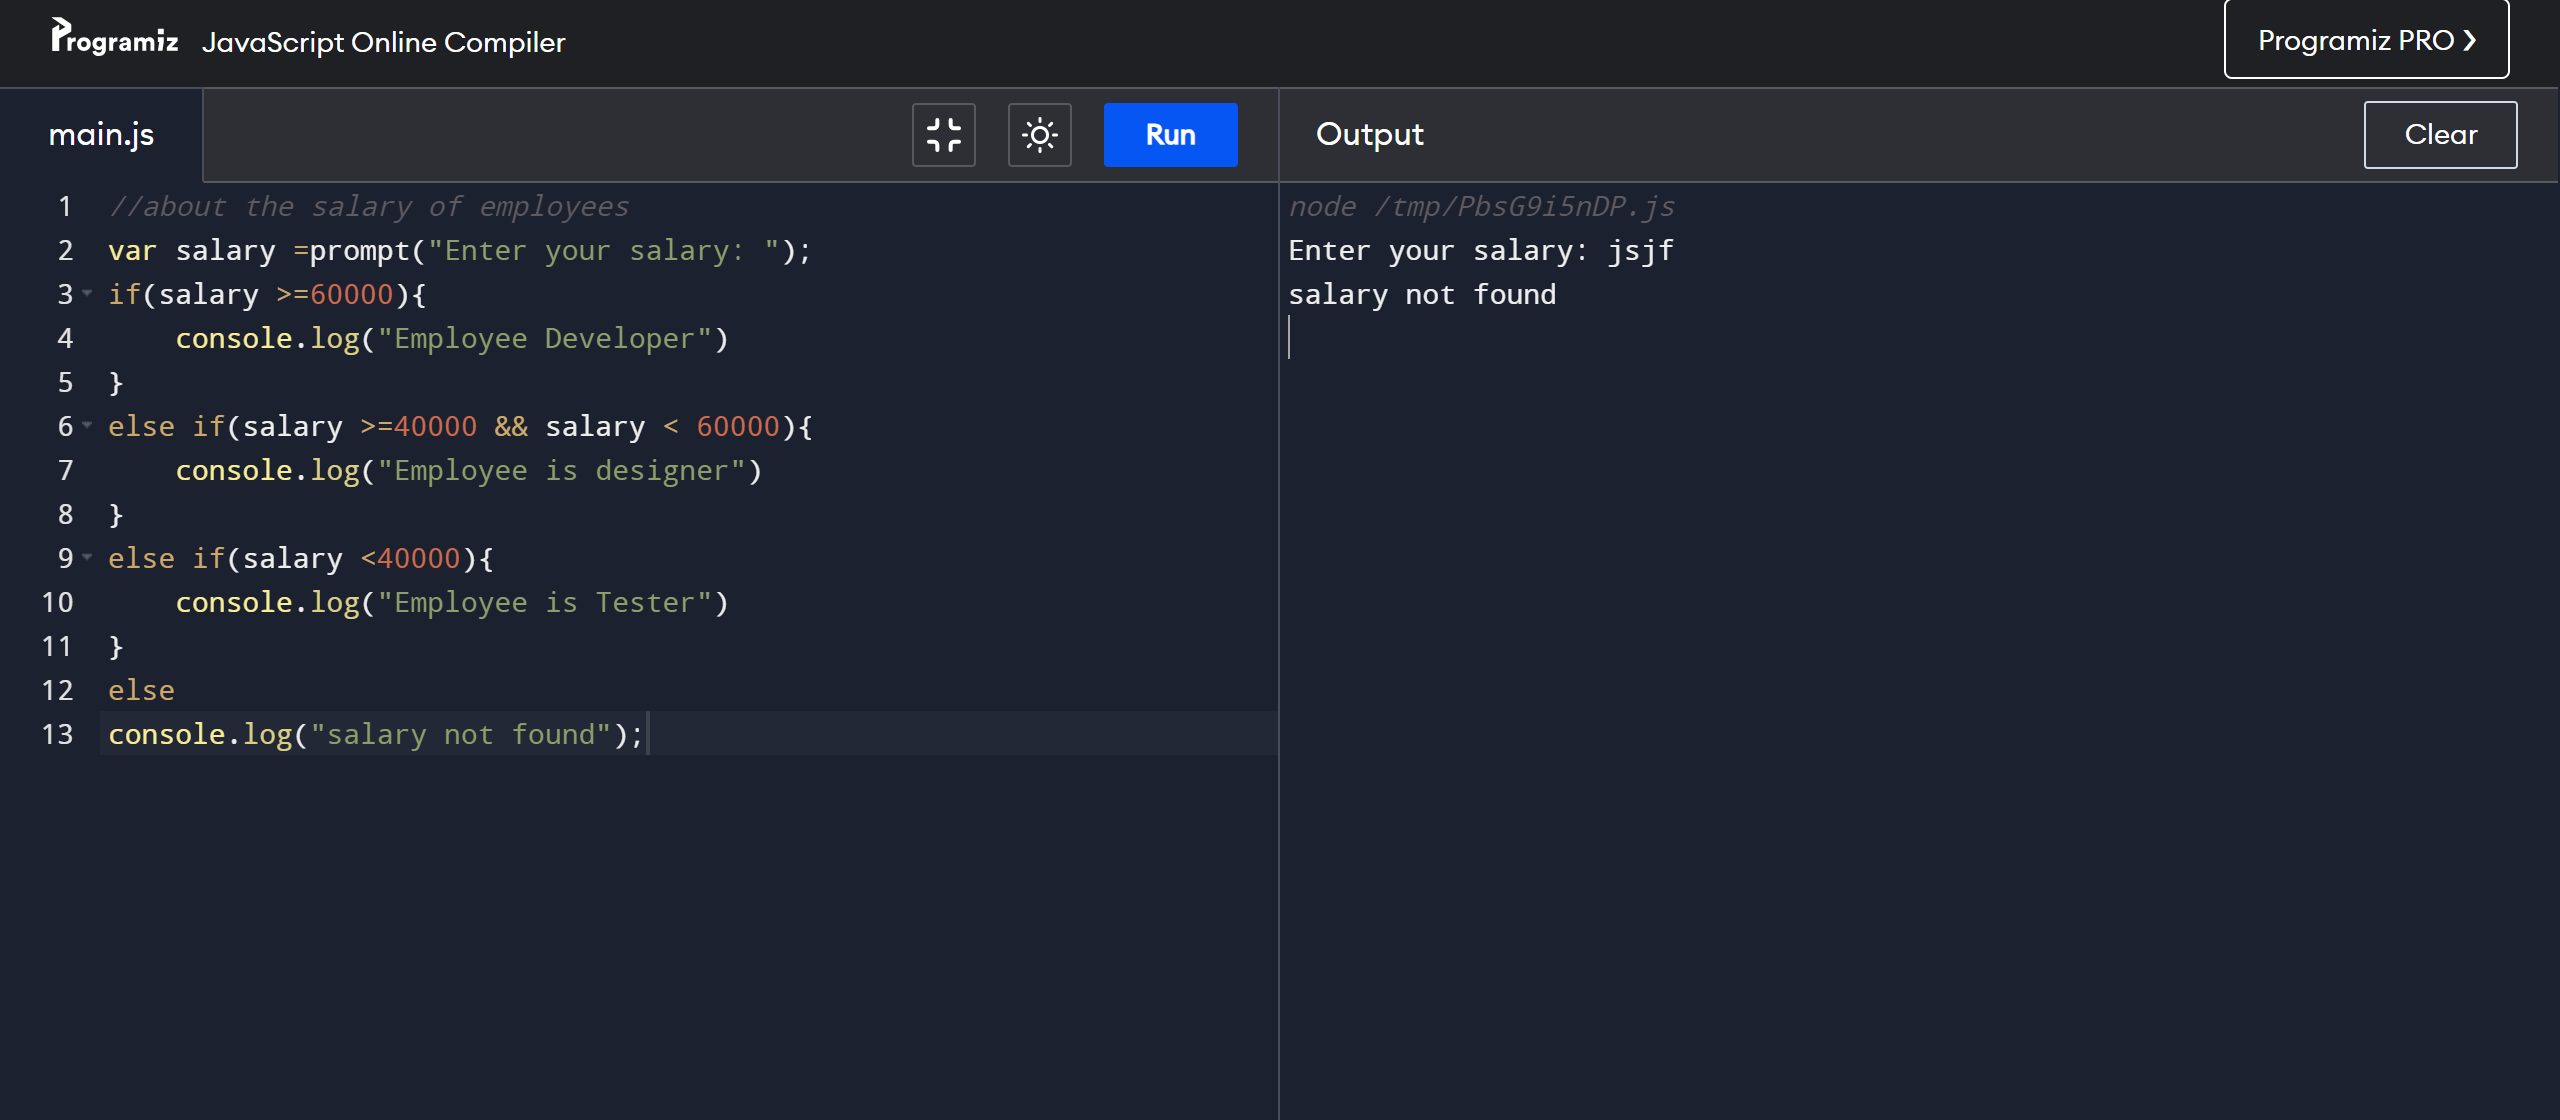 Programiz JavaScript Online Compiler
Programiz PRO ❯
main.js
Run
Output
Clear
1 //about the salary of employees
2 var salary =prompt("Enter your salary: ");
3 if(salary >=60000){
4     console.log("Employee Developer")
5 }
6 else if(salary >=40000 && salary < 60000){
7     console.log("Employee is designer")
8 }
9 else if(salary <40000){
10     console.log("Employee is Tester")
11 }
12 else
13 console.log("salary not found");
node /tmp/PbsG9i5nDP.js
Enter your salary: jsjf
salary not found